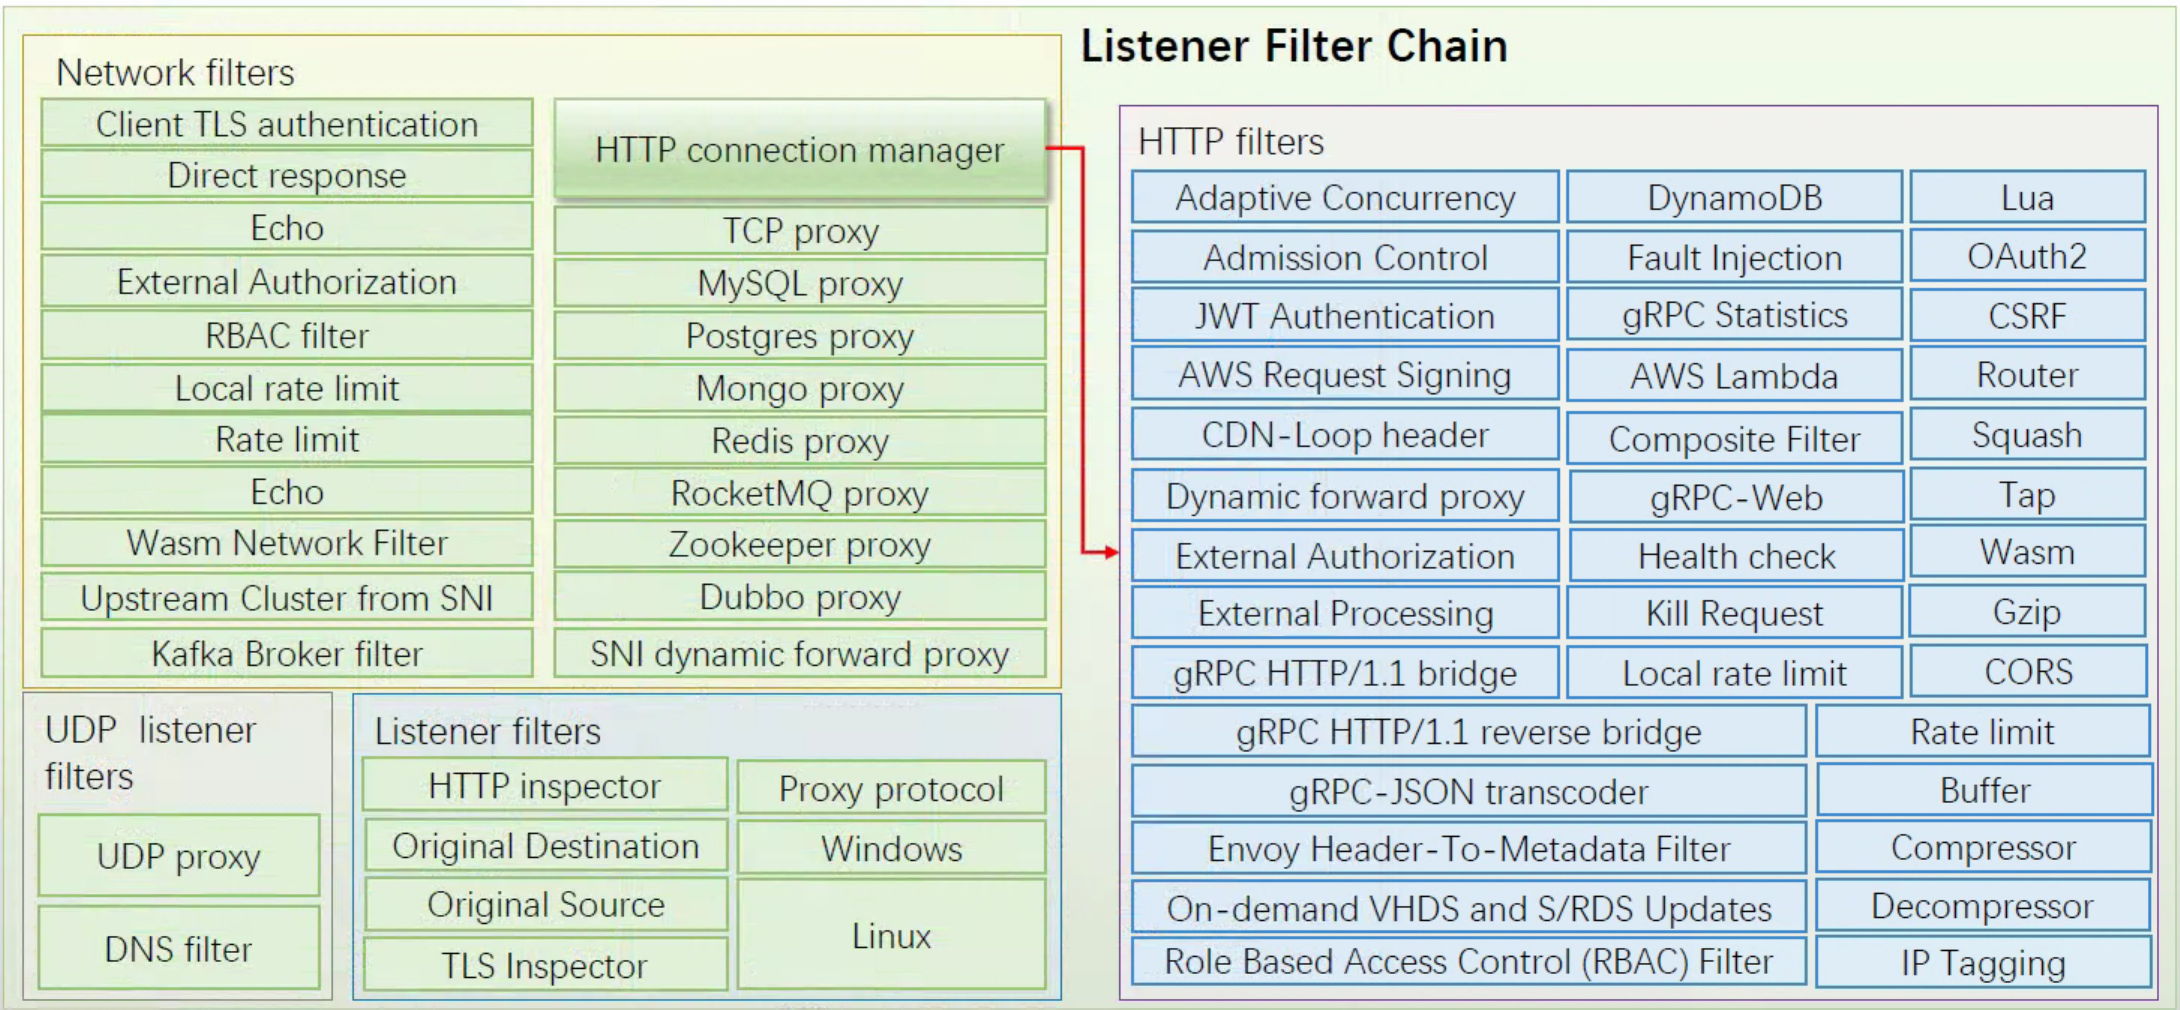 Listener Filter Chain
Network filters
Client TLS authentication
Direct response
Echo
External Authorization
RBAC filter
Local rate limit
Rate limit
Echo
Wasm Network Filter
Upstream Cluster from SNI
Kafka Broker filter
HTTP connection manager
TCP proxy
MySQL proxy
Postgres proxy
Mongo proxy
Redis proxy
RocketMQ proxy
Zookeeper proxy
Dubbo proxy
SNI dynamic forward proxy
UDP listener
filters
UDP proxy
DNS filter
Listener filters
HTTP inspector
Original Destination
Original Source
TLS Inspector
Proxy protocol
Windows
Linux
HTTP filters
Adaptive Concurrency
Admission Control
JWT Authentication
AWS Request Signing
CDN-Loop header
Dynamic forward proxy
External Authorization
External Processing
gRPC HTTP/1.1 bridge
DynamoDB
Fault Injection
gRPC Statistics
AWS Lambda
Composite Filter
gRPC-Web
Health check
Kill Request
Local rate limit
Lua
OAuth2
CSRF
Router
Squash
Tap
Wasm
Gzip
CORS
gRPC HTTP/1.1 reverse bridge
gRPC-JSON transcoder
Envoy Header-To-Metadata Filter
On-demand VHDS and S/RDS Updates
Role Based Access Control (RBAC) Filter
Rate limit
Buffer
Compressor
Decompressor
IP Tagging